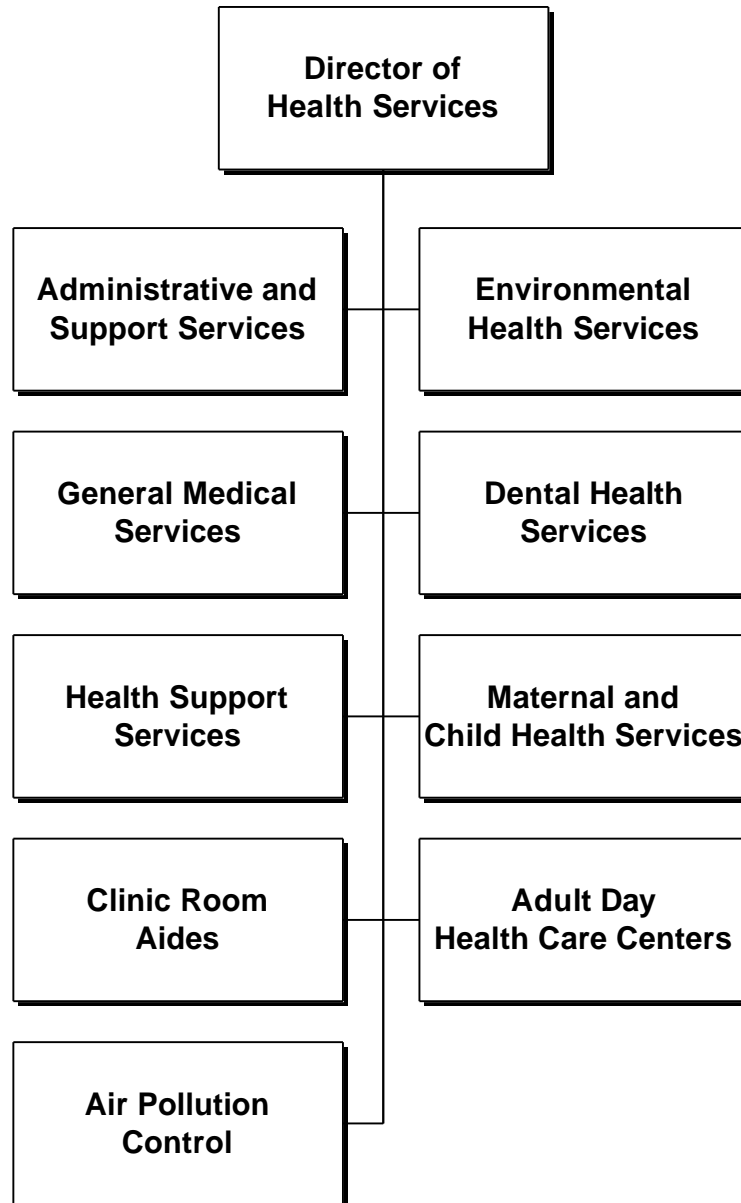 Director of
Health Services
Administrative and
Support Services
Environmental
Health Services
General Medical
Services
Dental Health
Services
Health Support
Services
Maternal and
Child Health Services
Clinic Room
Aides
Adult Day
Health Care Centers
Air Pollution
Control